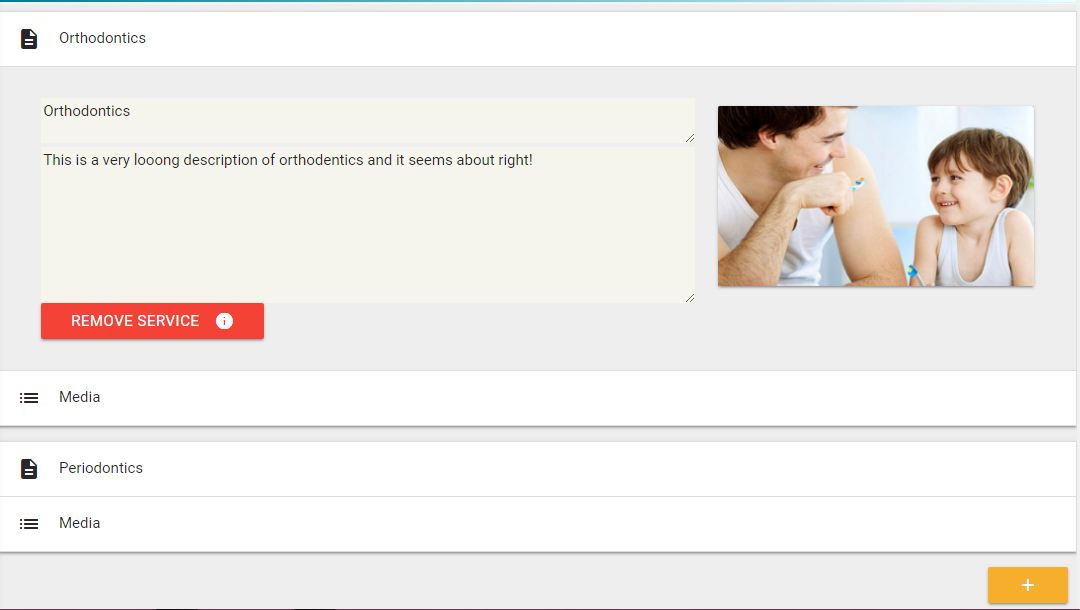 Orthodontics
Orthodontics
This is a very looong description of orthodentics and it seems about right!
REMOVE SERVICE
Media
Periodontics
Media
+